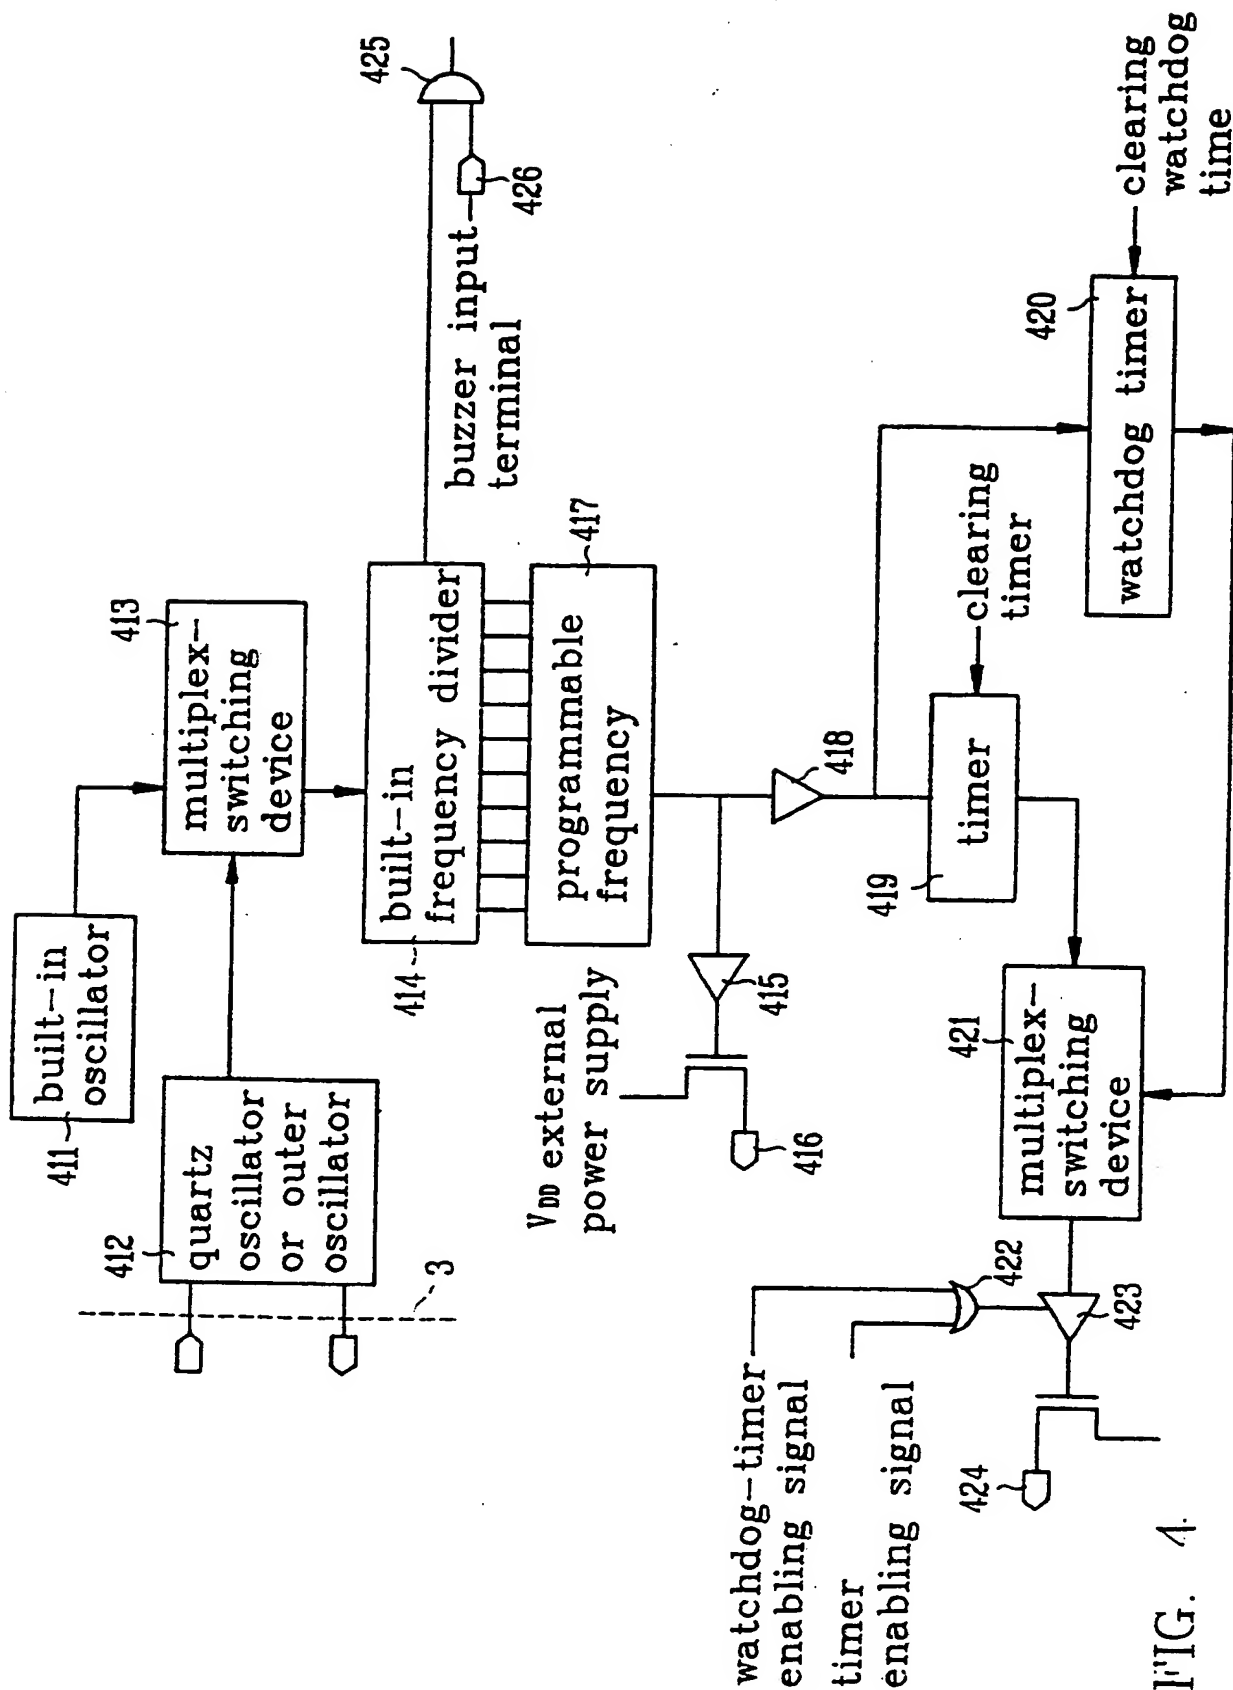 411
built-in
oscillator
412
quartz
oscillator
or outer
oscillator
3
413
multiplex-
switching
device
414
built-in
frequency divider
425
426
buzzer input
terminal
417
programmable
frequency
VDD external
power supply
415
416
418
419
timer
clearing
timer
420
watchdog timer
clearing
watchdog
time
421
multiplex-
switching
device
422
423
424
watchdog-timer
enabling signal
timer
enabling signal
FIG. 4.